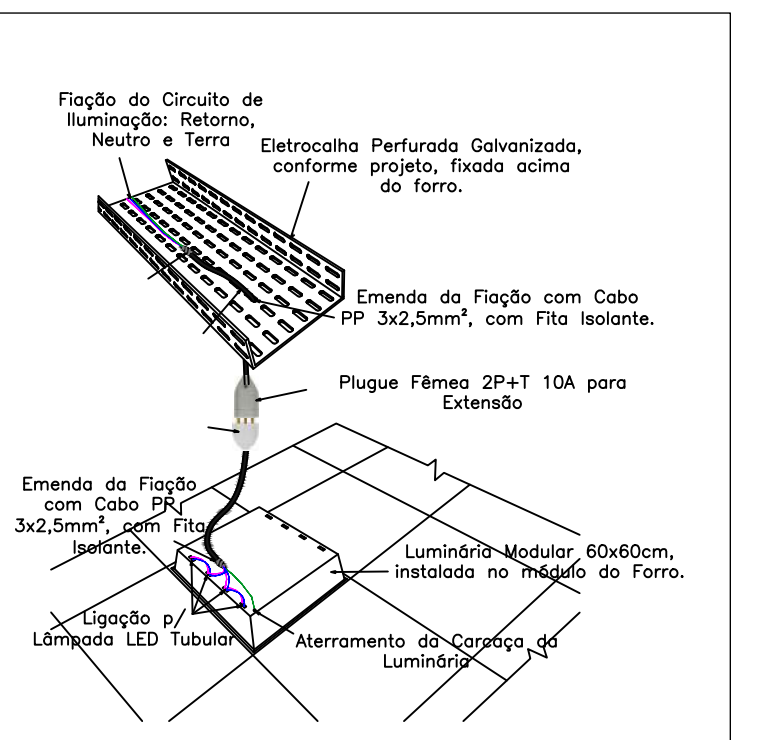 Fiação do Circuito de
Iluminação: Retorno,
Neutro e Terra
Eletrocalha Perfurada Galvanizada,
conforme projeto, fixada acima
do forro.
Emenda da Fiação com Cabo
PP 3x2,5mm², com Fita Isolante.
Plugue Fêmea 2P+T 10A para
Extensão
Emenda da Fiação
com Cabo PP
3x2,5mm², com Fita
Isolante.
Luminária Modular 60x60cm,
instalada no módulo do Forro.
Ligação p/
Lâmpada LED Tubular
Aterramento da Carcaça da
Luminária